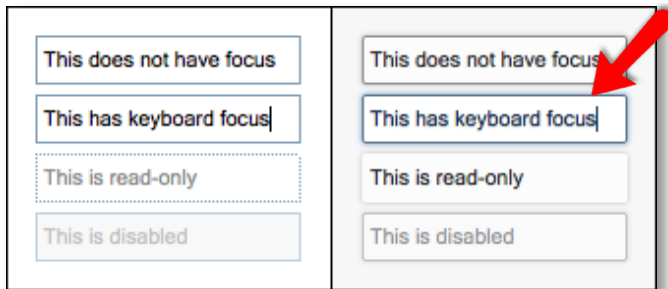 This does not have focus
This has keyboard focus
This is read-only
This is disabled
This does not have focus
This has keyboard focus
This is read-only
This is disabled